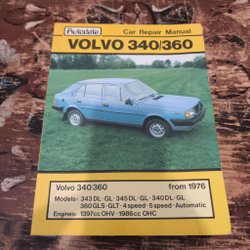 Autodata
Car Repair Manual
VOLVO 340/360
Volvo 340/360 from 1976
Models: 343 DL·GL·345 DL·GL·340 DL·GL
360 GLS·GLT·4 speed·5 speed·Automatic
Engines: 1397cc OHV·1986cc OHC